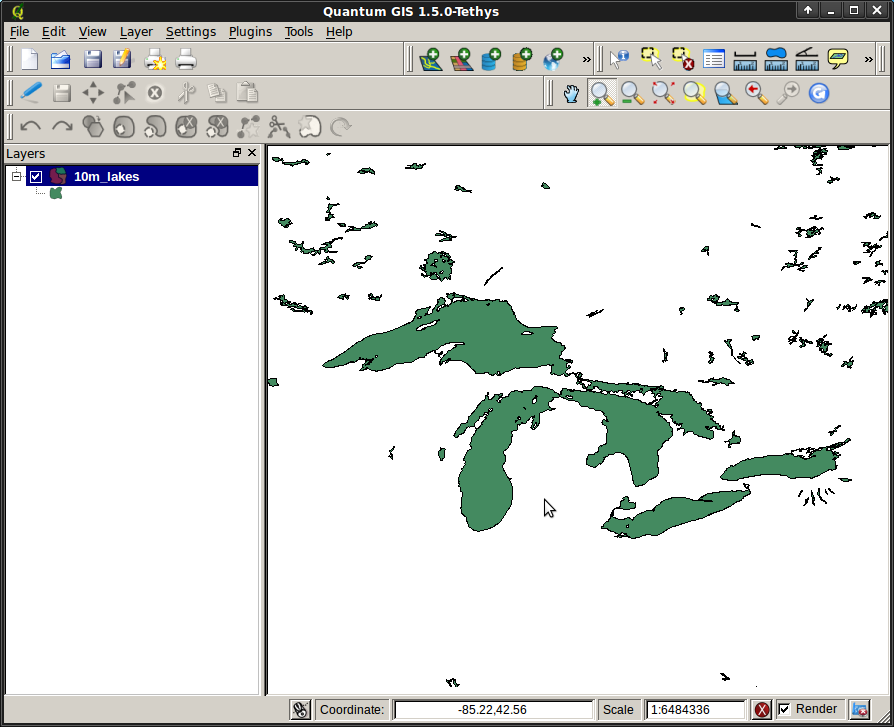 Quantum GIS 1.5.0-Tethys
File Edit View Layer Settings Plugins Tools Help
Layers
10m_lakes
Coordinate: -85.22,42.56 Scale 1:6484336 Render